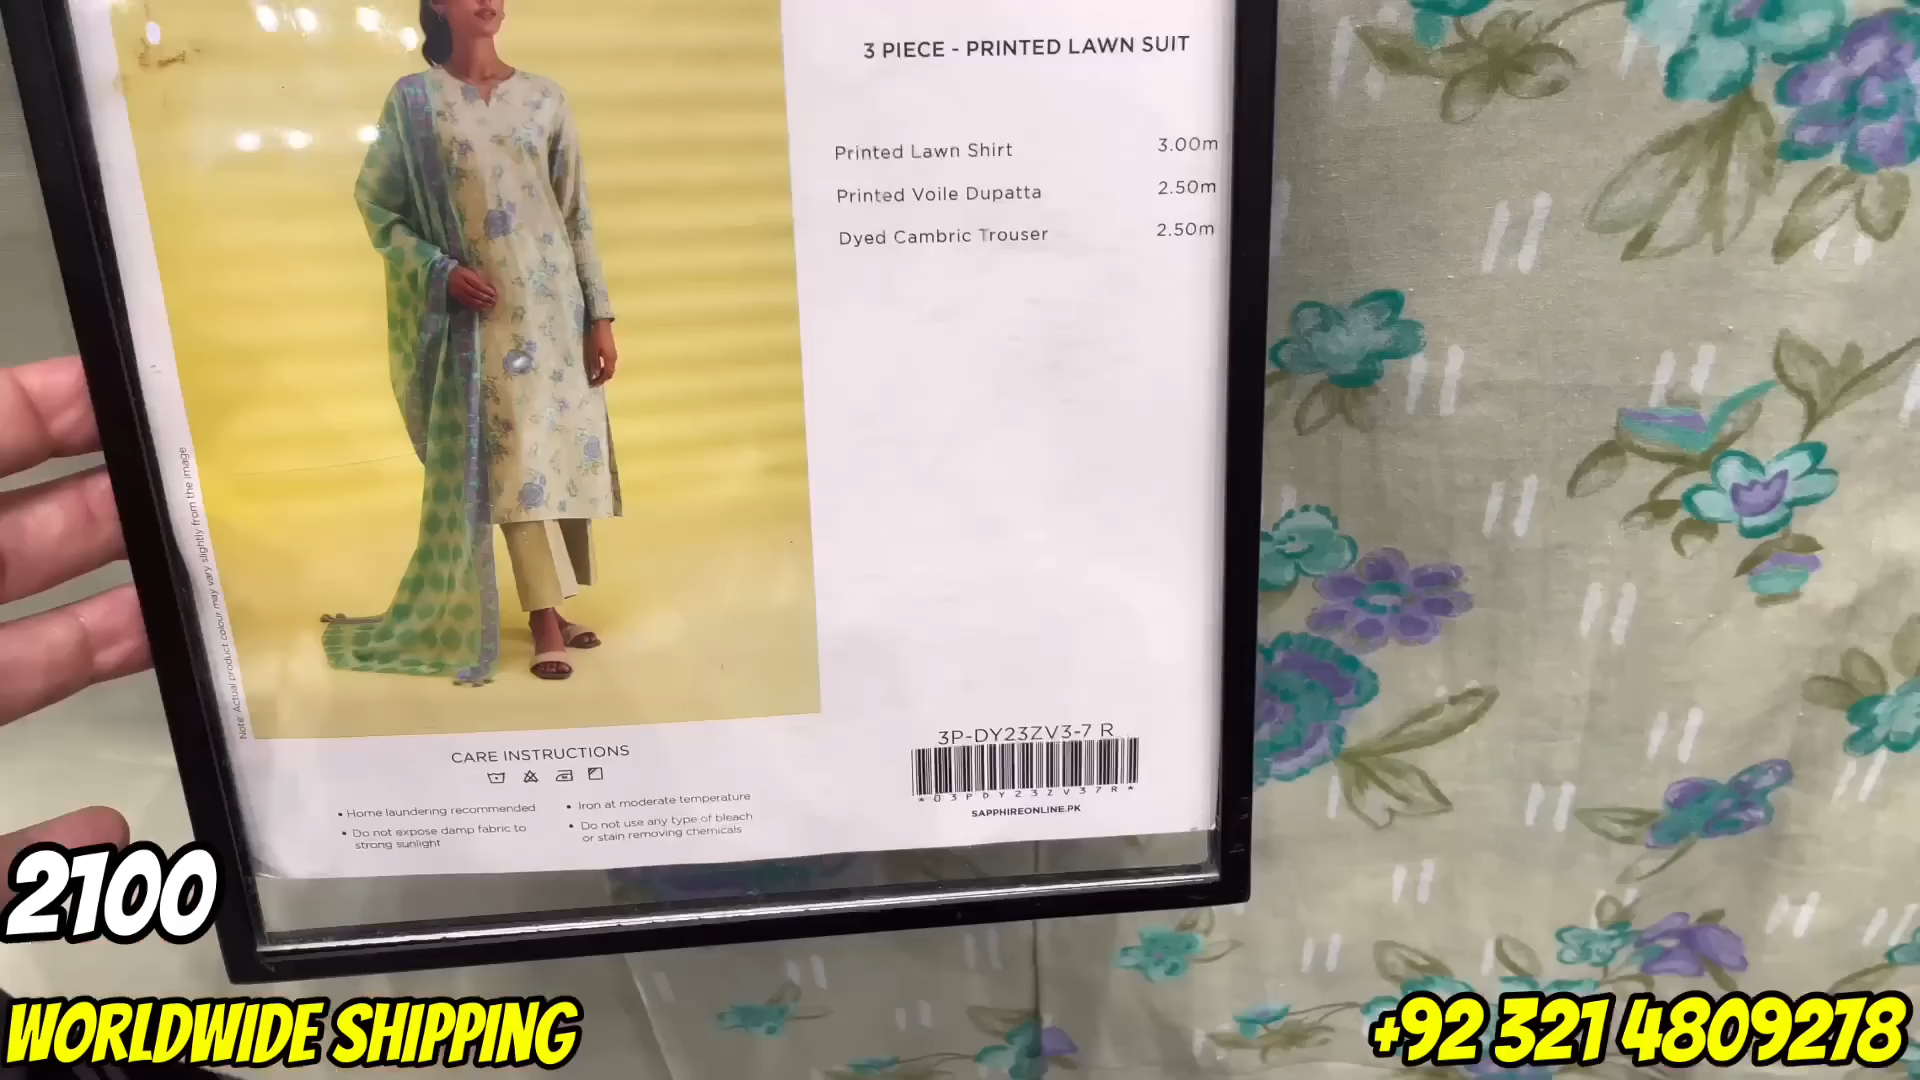 3 PIECE - PRINTED LAWN SUIT
Printed Lawn Shirt 3.00m
Printed Voile Dupatta 2.50m
Dyed Cambric Trouser 2.50m
Note: Actual product colour may vary slightly from the image
3P-DY23ZV3-7 R
*03PDY23ZV37R*
SAPPHIREONLINE.PK
CARE INSTRUCTIONS
• Home laundering recommended
• Do not expose damp fabric to
strong sunlight
• Iron at moderate temperature
• Do not use any type of bleach
or stain removing chemicals
2100
WORLDWIDE SHIPPING
+92 321 4809278